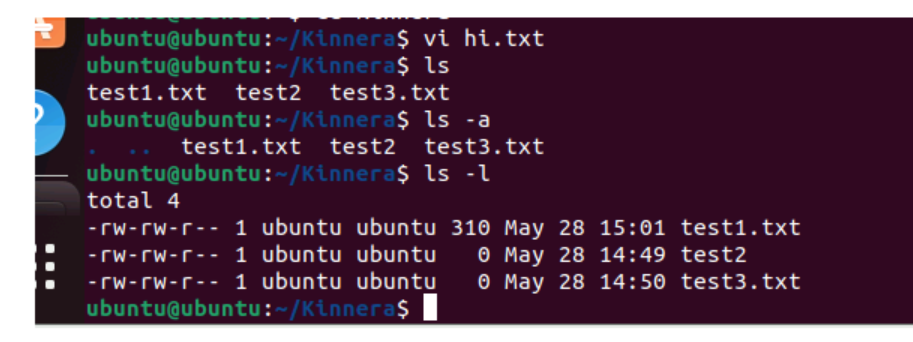 ubuntu@ubuntu:~/Kinnera$ vi hi.txt
ubuntu@ubuntu:~/Kinnera$ ls
test1.txt  test2  test3.txt
ubuntu@ubuntu:~/Kinnera$ ls -a
.  ..  test1.txt  test2  test3.txt
ubuntu@ubuntu:~/Kinnera$ ls -l
total 4
-rw-rw-r-- 1 ubuntu ubuntu 310 May 28 15:01 test1.txt
-rw-rw-r-- 1 ubuntu ubuntu   0 May 28 14:49 test2
-rw-rw-r-- 1 ubuntu ubuntu   0 May 28 14:50 test3.txt
ubuntu@ubuntu:~/Kinnera$